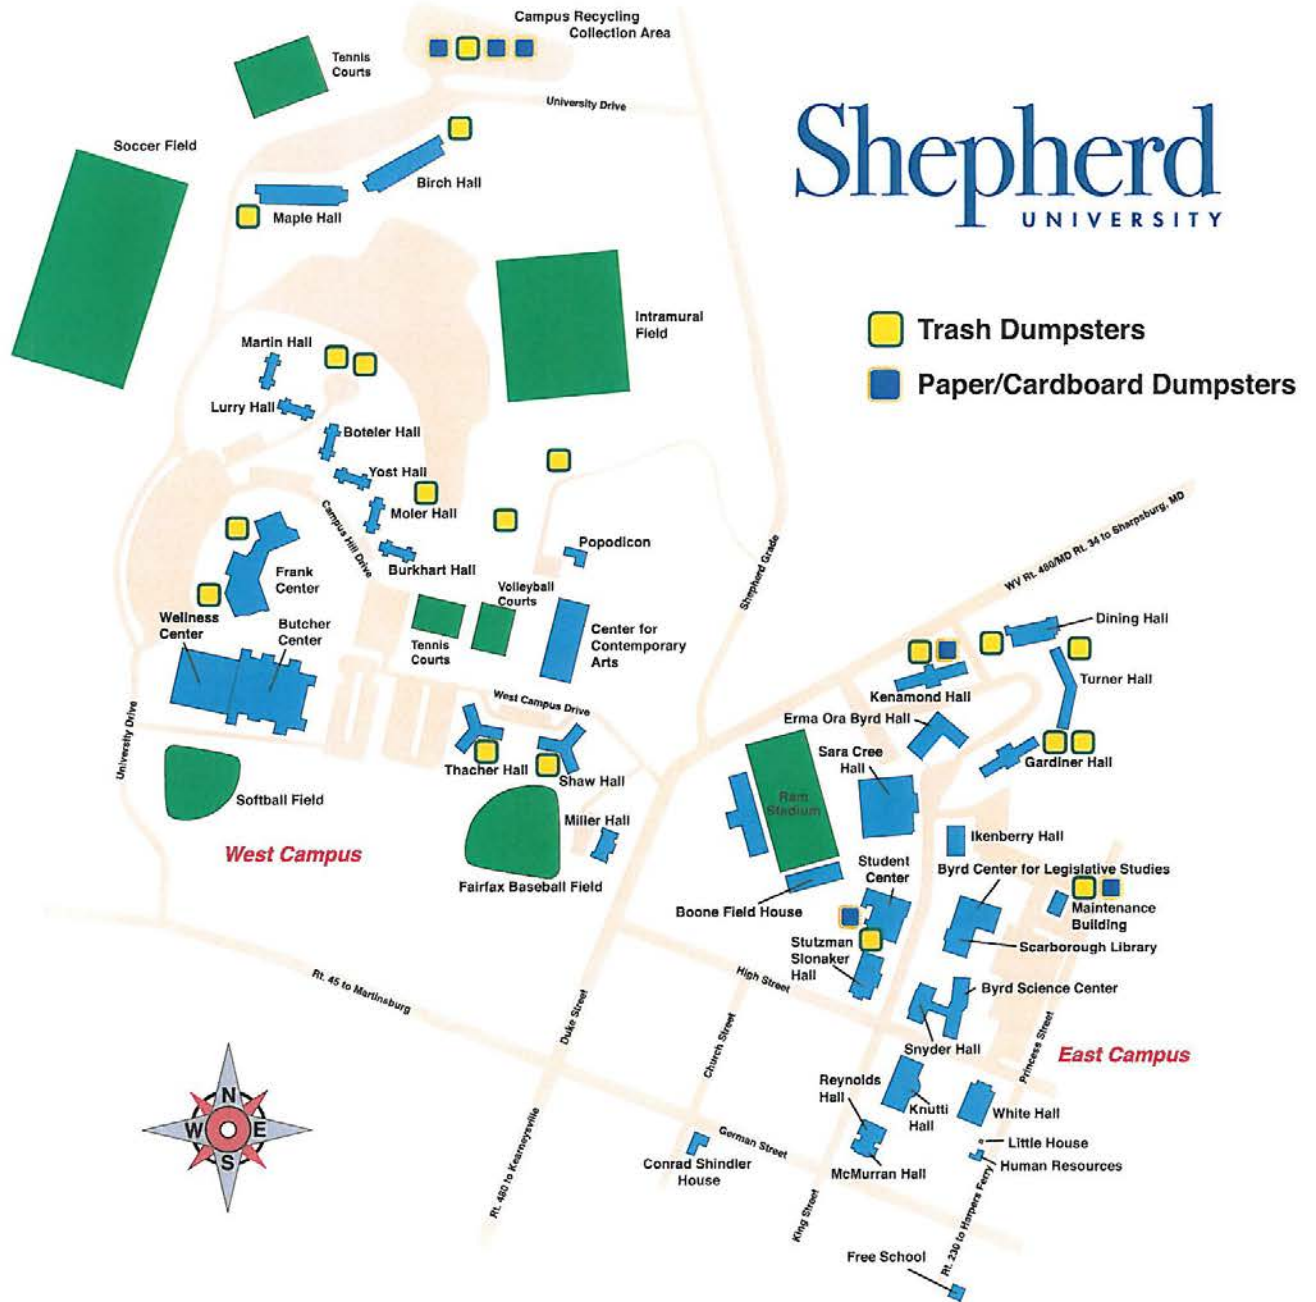 Campus Recycling
Collection Area
Tennis
Courts
University Drive
Soccer Field
Birch Hall
Maple Hall
Shepherd
UNIVERSITY
Trash Dumpsters
Paper/Cardboard Dumpsters
Intramural
Field
Martin Hall
Lurry Hall
Boteler Hall
Yost Hall
Moler Hall
Campus Hill Drive
Burkhart Hall
Popodicon
Frank
Center
Volleyball
Courts
Wellness
Center
Butcher
Center
Tennis
Courts
Center for
Contemporary
Arts
Shepherd Grade
WV Rt. 480/MD Rt. 34 to Sharpsburg, MD
Dining Hall
Turner Hall
Kenamond Hall
Erma Ora Byrd Hall
Sara Cree
Hall
Gardiner Hall
West Campus Drive
University Drive
Thacher Hall
Shaw Hall
Softball Field
Miller Hall
West Campus
Fairfax Baseball Field
Ram
Stadium
Ikenberry Hall
Student
Center
Byrd Center for Legislative Studies
Boone Field House
Maintenance
Building
Stutzman
Slonaker
Hall
Scarborough Library
High Street
Byrd Science Center
Rt. 45 to Martinsburg
Duke Street
Church Street
Snyder Hall
Princess Street
East Campus
N
W
E
S
Reynolds
Hall
Knutti
Hall
White Hall
Little House
Human Resources
German Street
Conrad Shindler
House
McMurran Hall
Rt. 480 to Kearneysville
King Street
Rt. 230 to Harpers Ferry
Free School